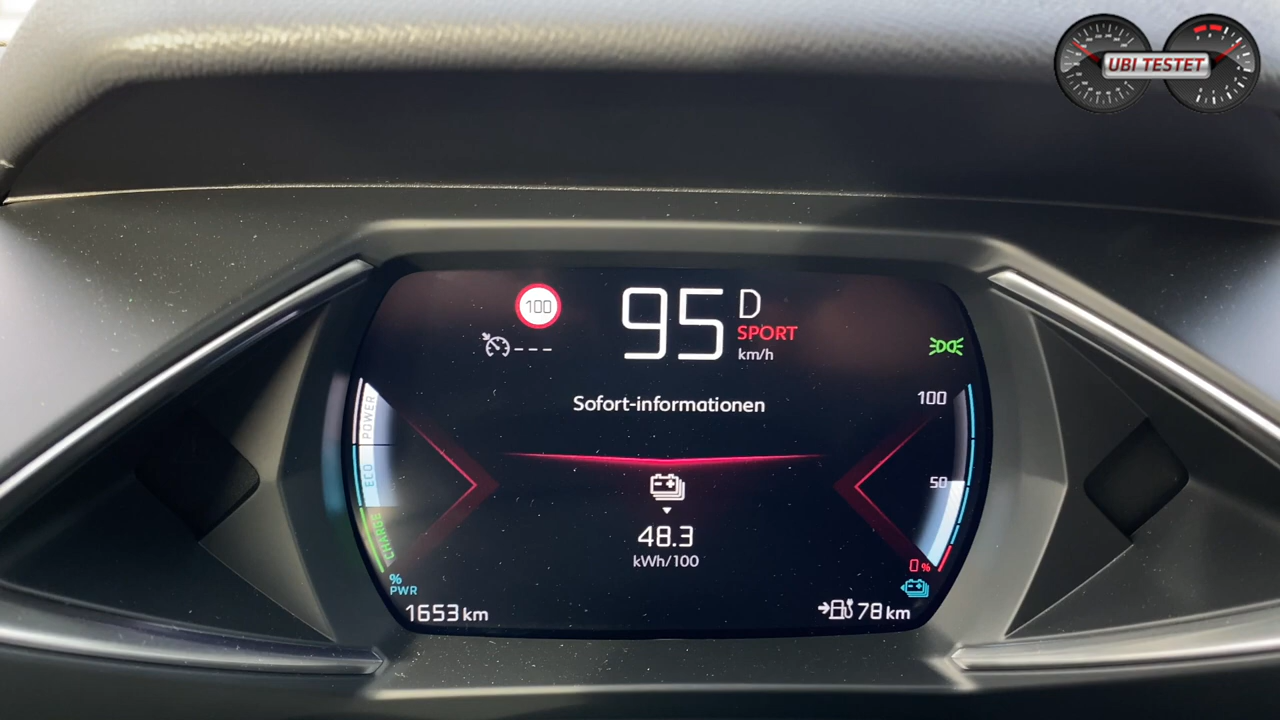 UBI TESTET
100
95
D
SPORT
km/h
---
Sofort-informationen
POWER
ECO
CHARGE
100
50
0%
48.3
kWh/100
%
PWR
1653 km
78 km